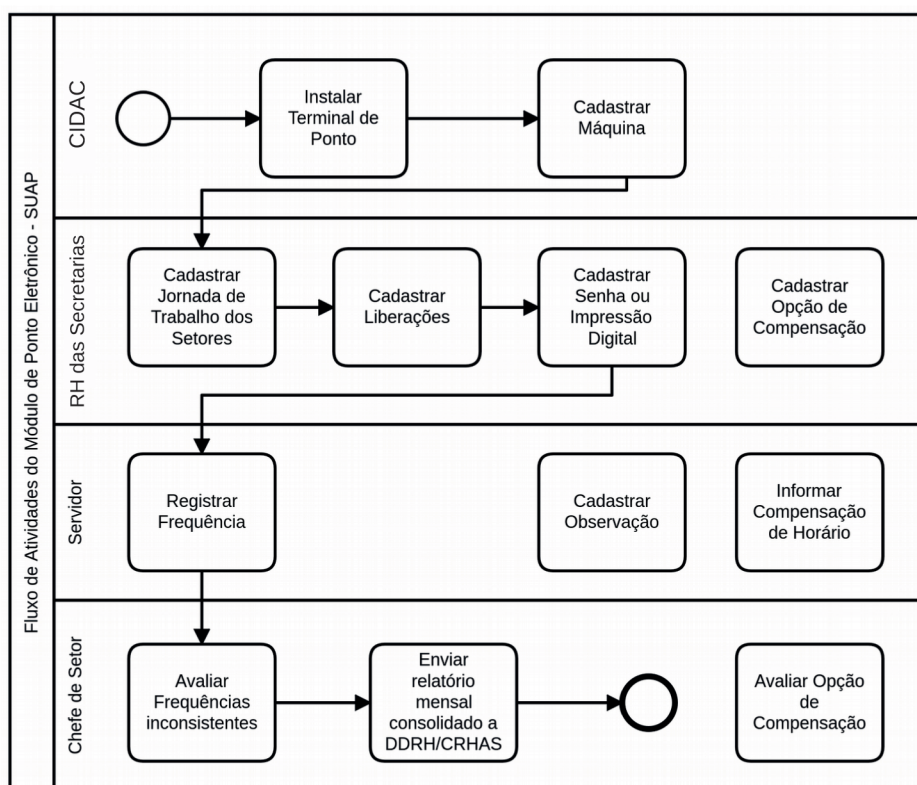 Fluxo de Atividades do Módulo de Ponto Eletrônico - SUAP
CIDAC
Instalar
Terminal de
Ponto
Cadastrar
Máquina
RH das Secretarias
Cadastrar
Jornada de
Trabalho dos
Setores
Cadastrar
Liberações
Cadastrar
Senha ou
Impressão
Digital
Cadastrar
Opção de
Compensação
Servidor
Registrar
Frequência
Cadastrar
Observação
Informar
Compensação
de Horário
Chefe de Setor
Avaliar
Frequências
inconsistentes
Enviar
relatório
mensal
consolidado a
DDRH/CRHAS
Avaliar Opção
de
Compensação